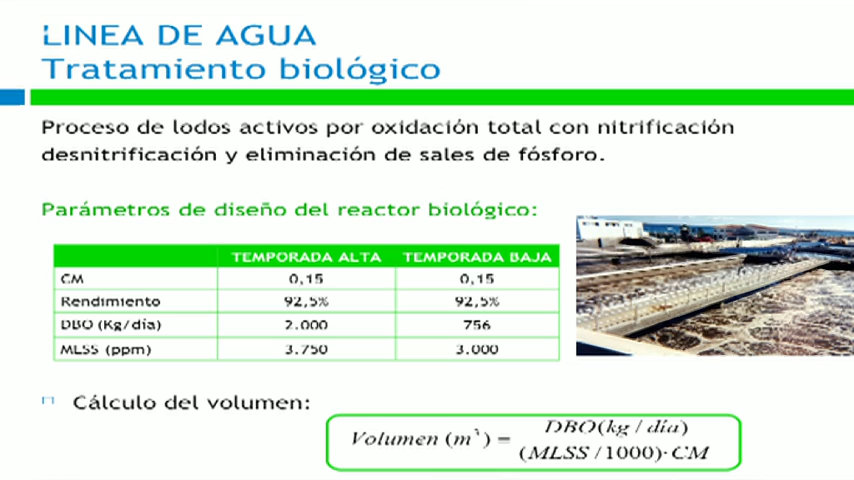 LINEA DE AGUA
Tratamiento biológico
Proceso de lodos activos por oxidación total con nitrificación
desnitrificación y eliminación de sales de fósforo.
Parámetros de diseño del reactor biológico:
TEMPORADA ALTA TEMPORADA BAJA
CM 0,15 0,15
Rendimiento 92,5% 92,5%
DBO (Kg/día) 2.000 756
MLSS (ppm) 3.750 3.000
Cálculo del volumen:
Volumen (m³) = DBO(kg / día) / (MLSS / 1000)· CM